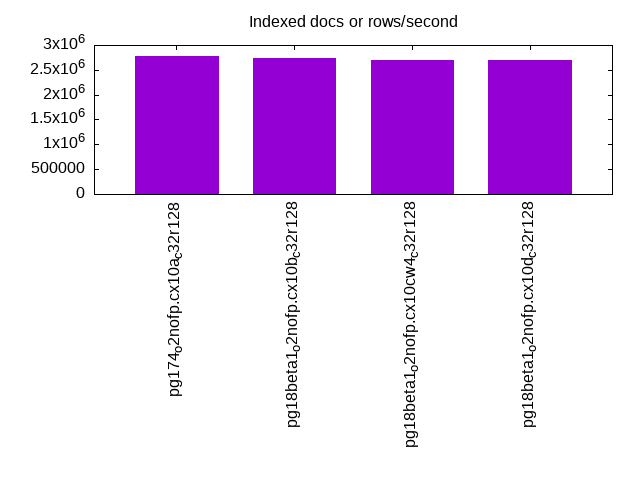 Indexed docs or rows/second
3x10^6
2.5x10^6
2x10^6
1.5x10^6
1x10^6
500000
0
pg174_o2nofp.cx10a_c32r128
pg18beta1_o2nofp.cx10b_c32r128
pg18beta1_o2nofp.cx10cw4_c32r128
pg18beta1_o2nofp.cx10d_c32r128